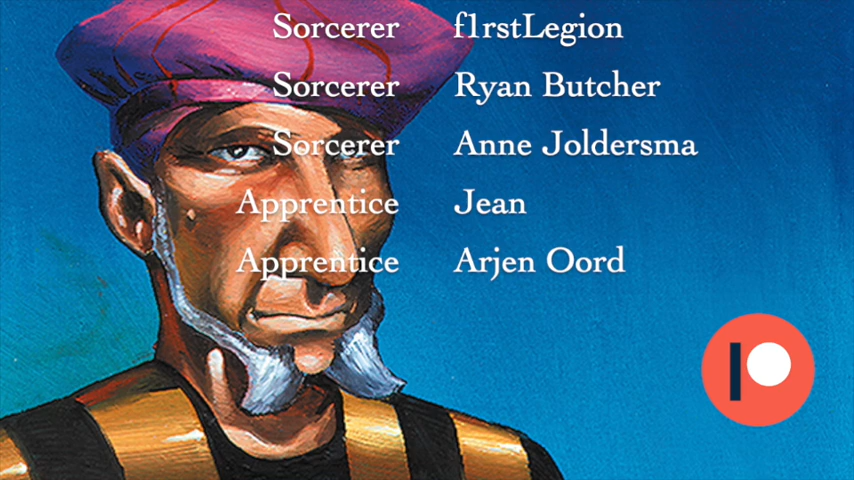 Sorcerer f1rstLegion
Sorcerer Ryan Butcher
Sorcerer Anne Joldersma
Apprentice Jean
Apprentice Arjen Oord